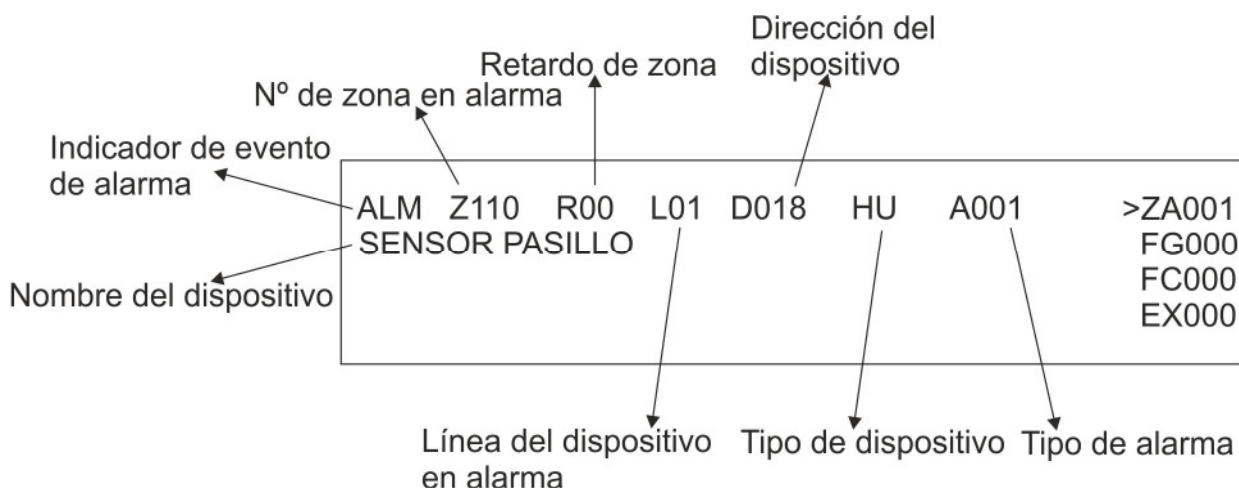 Dirección del
dispositivo
Retardo de zona
Nº de zona en alarma
Indicador de evento
de alarma
ALM Z110 R00 L01 D018 HU A001 >ZA001
SENSOR PASILLO FG000
FC000
EX000
Nombre del dispositivo
Línea del dispositivo
en alarma
Tipo de dispositivo
Tipo de alarma